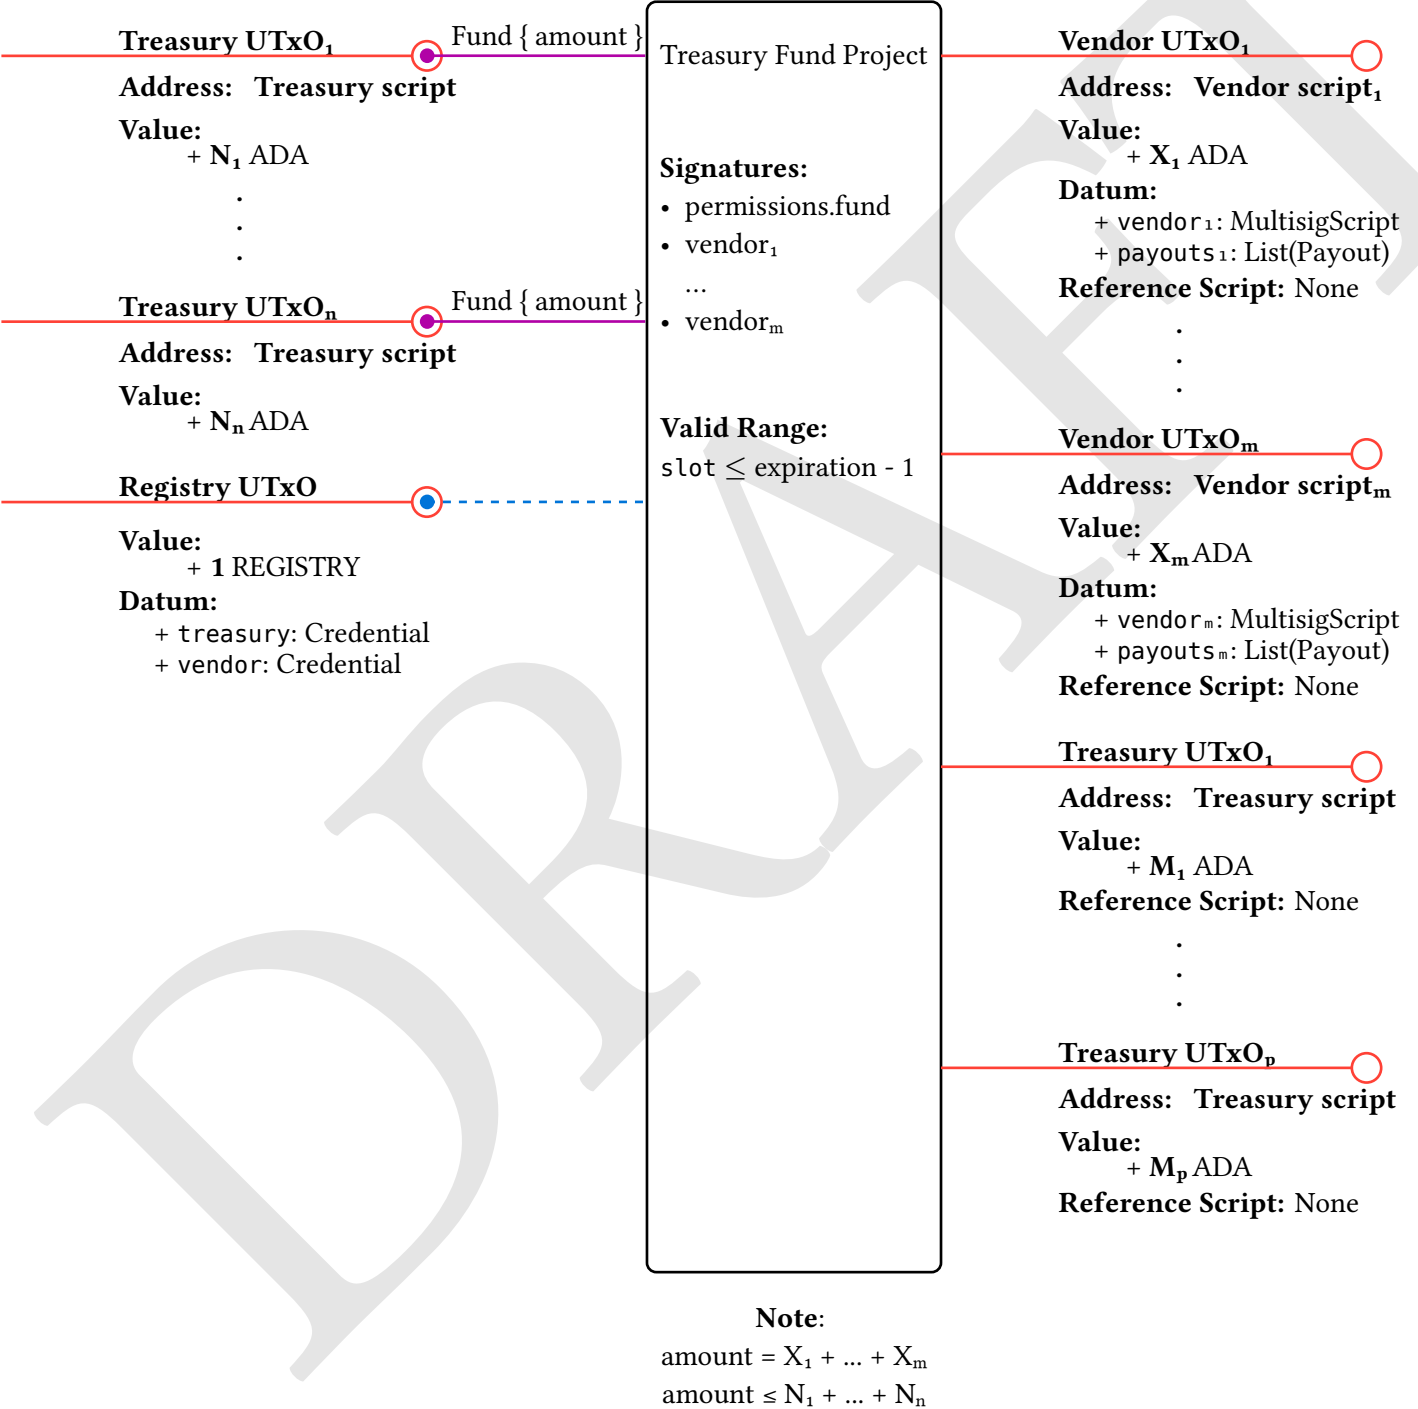 Treasury UTxO₁
Fund { amount }
Address: Treasury script
Value:
+ N₁ ADA
.
.
.
Treasury UTxOₙ
Fund { amount }
Address: Treasury script
Value:
+ Nₙ ADA
Registry UTxO
Value:
+ 1 REGISTRY
Datum:
+ treasury: Credential
+ vendor: Credential
Treasury Fund Project
Signatures:
• permissions.fund
• vendor₁
...
• vendorₘ
Valid Range:
slot ≤ expiration - 1
Vendor UTxO₁
Address: Vendor script₁
Value:
+ X₁ ADA
Datum:
+ vendor₁: MultisigScript
+ payouts₁: List(Payout)
Reference Script: None
.
.
.
Vendor UTxOₘ
Address: Vendor scriptₘ
Value:
+ Xₘ ADA
Datum:
+ vendorₘ: MultisigScript
+ payoutsₘ: List(Payout)
Reference Script: None
Treasury UTxO₁
Address: Treasury script
Value:
+ M₁ ADA
Reference Script: None
.
.
.
Treasury UTxOₚ
Address: Treasury script
Value:
+ Mₚ ADA
Reference Script: None
Note:
amount = X₁ + ... + Xₘ
amount ≤ N₁ + ... + Nₙ
DRAFT